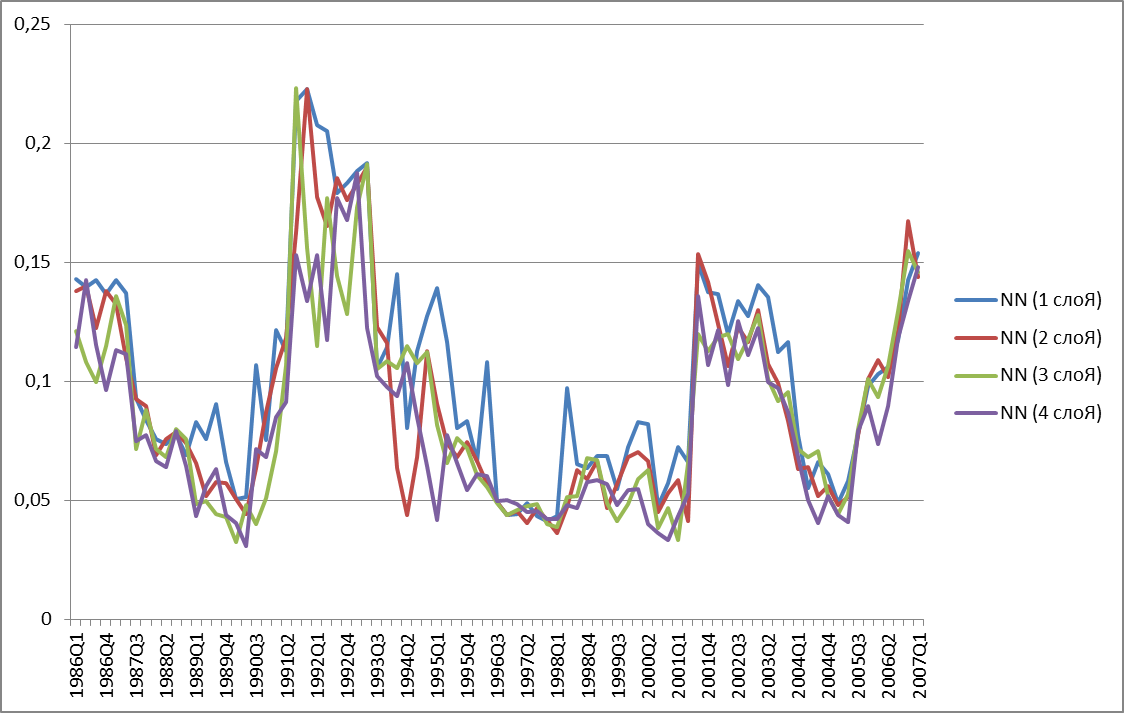 0,25
0,2
0,15
0,1
0,05
0
1986Q1
1986Q4
1987Q3
1988Q2
1989Q1
1989Q4
1990Q3
1991Q2
1992Q1
1992Q4
1993Q3
1994Q2
1995Q1
1995Q4
1996Q3
1997Q2
1998Q1
1998Q4
1999Q3
2000Q2
2001Q1
2001Q4
2002Q3
2003Q2
2004Q1
2004Q4
2005Q3
2006Q2
2007Q1
NN (1 слоЯ)
NN (2 слоЯ)
NN (3 слоЯ)
NN (4 слоЯ)